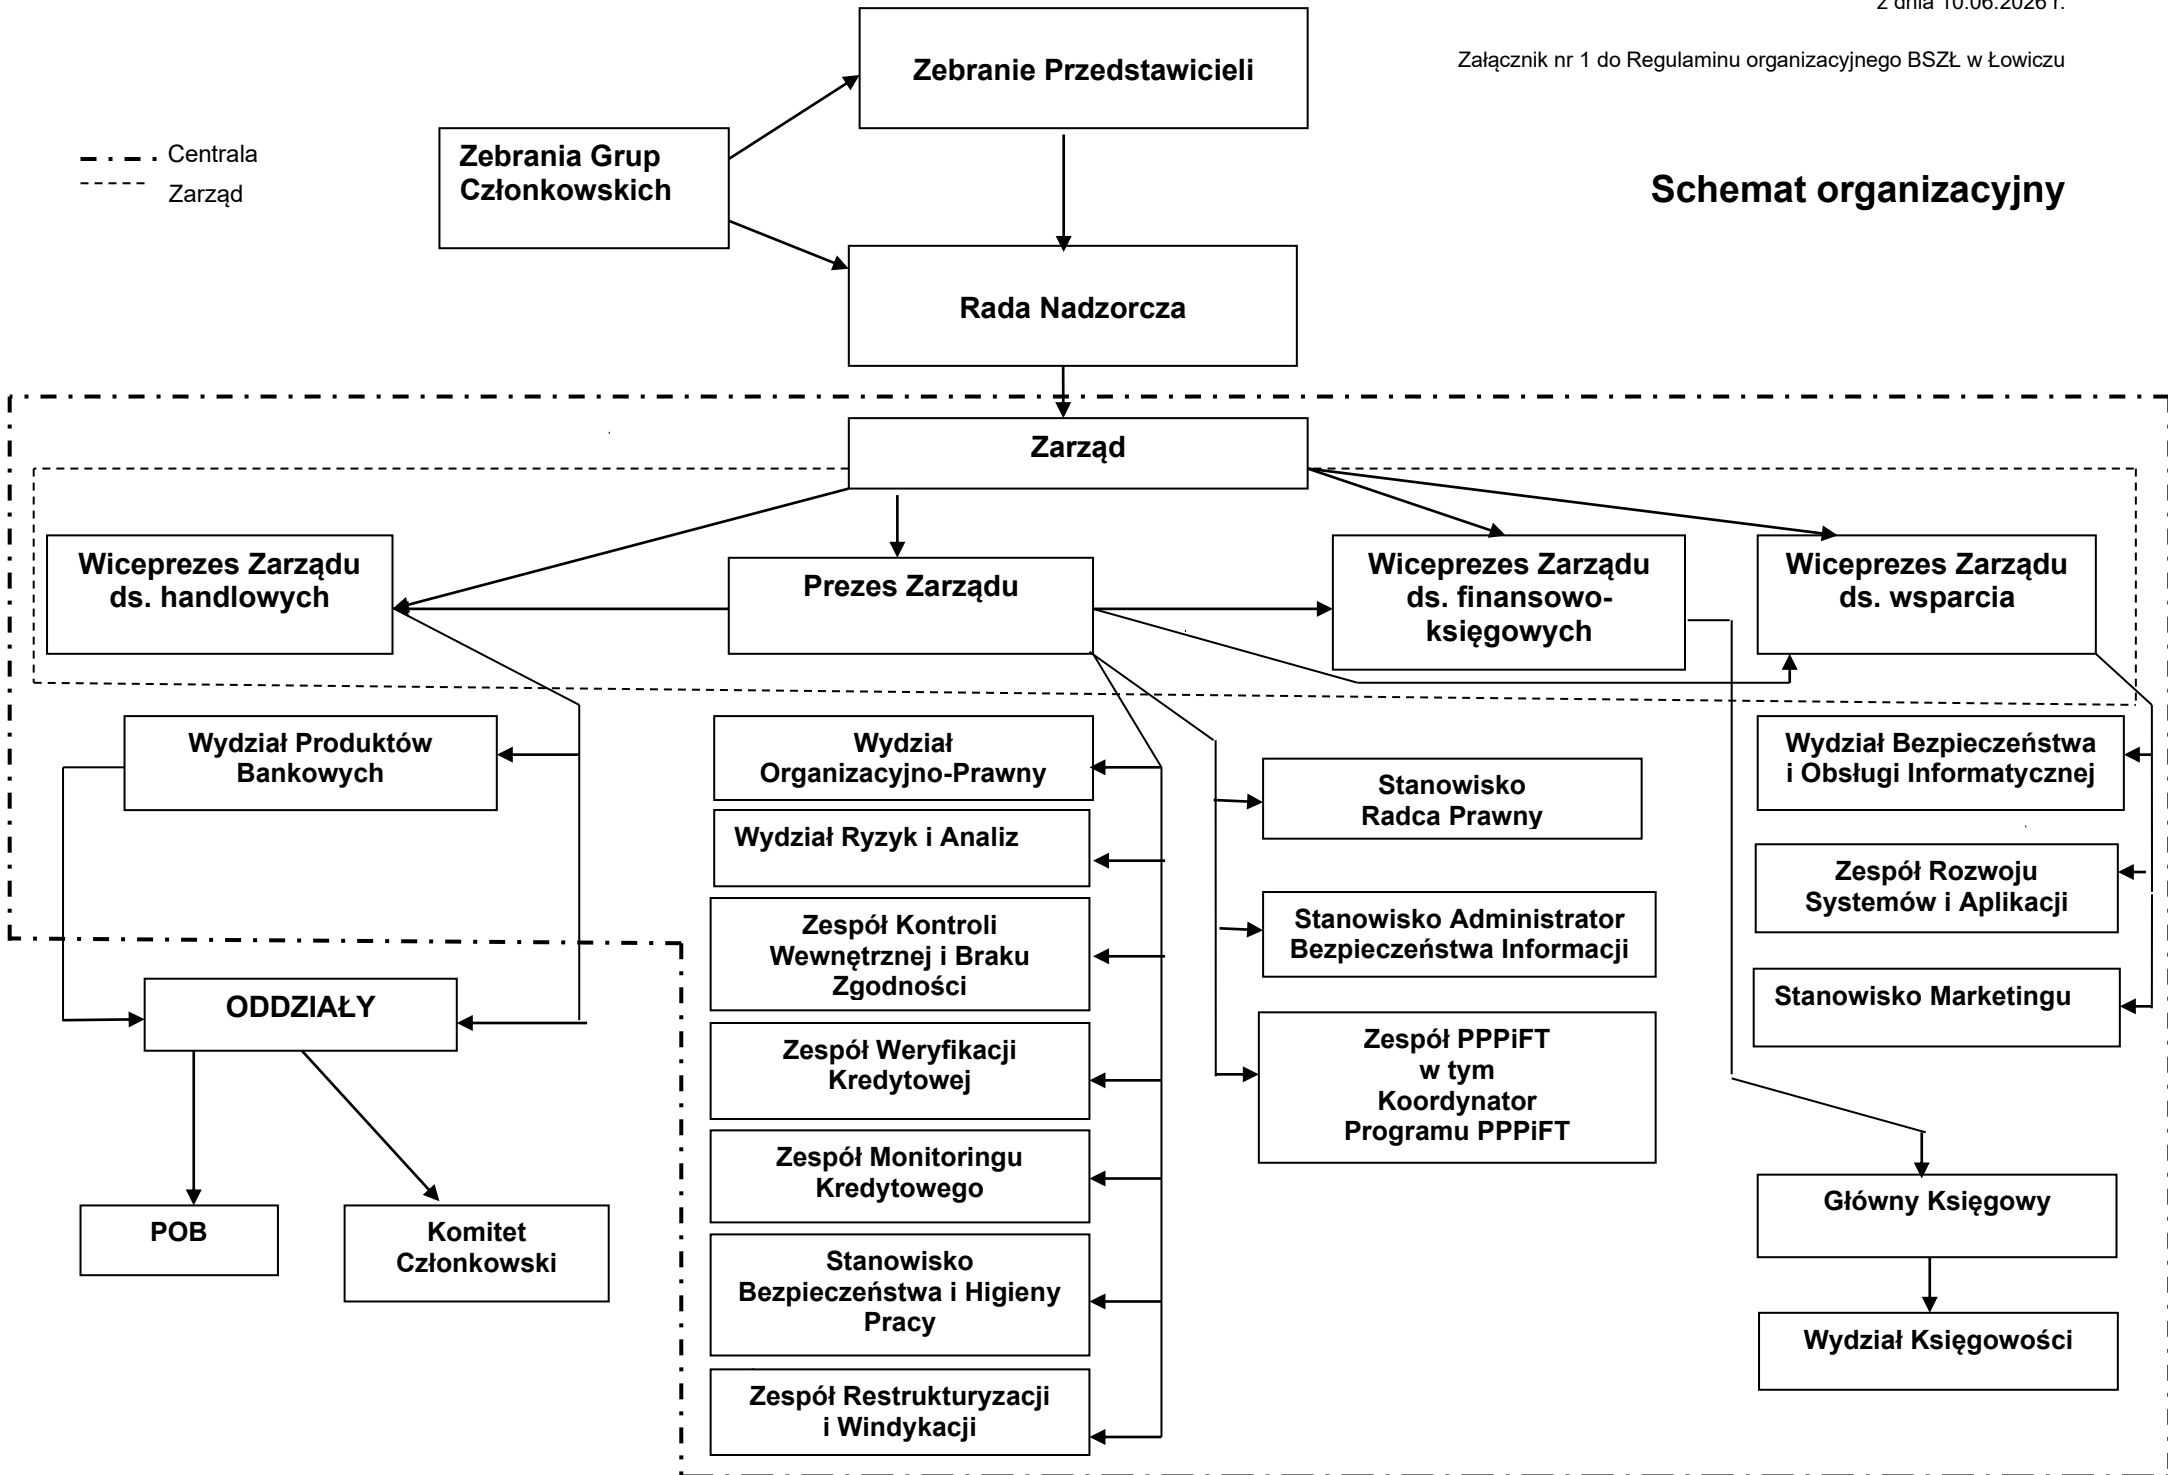 z dnia 10.06.2026 r.
Załącznik nr 1 do Regulaminu organizacyjnego BSZŁ w Łowiczu
Schemat organizacyjny
Centrala
Zarząd
Zebranie Przedstawicieli
Zebrania Grup
Członkowskich
Rada Nadzorcza
Zarząd
Wiceprezes Zarządu
ds. handlowych
Prezes Zarządu
Wiceprezes Zarządu
ds. finansowo-
księgowych
Wiceprezes Zarządu
ds. wsparcia
Wydział Produktów
Bankowych
ODDZIAŁY
POB
Komitet
Członkowski
Wydział
Organizacyjno-Prawny
Wydział Ryzyk i Analiz
Zespół Kontroli
Wewnętrznej i Braku
Zgodności
Zespół Weryfikacji
Kredytowej
Zespół Monitoringu
Kredytowego
Stanowisko
Bezpieczeństwa i Higieny
Pracy
Zespół Restrukturyzacji
i Windykacji
Stanowisko
Radca Prawny
Stanowisko Administrator
Bezpieczeństwa Informacji
Zespół PPPiFT
w tym
Koordynator
Programu PPPiFT
Wydział Bezpieczeństwa
i Obsługi Informatycznej
Zespół Rozwoju
Systemów i Aplikacji
Stanowisko Marketingu
Główny Księgowy
Wydział Księgowości